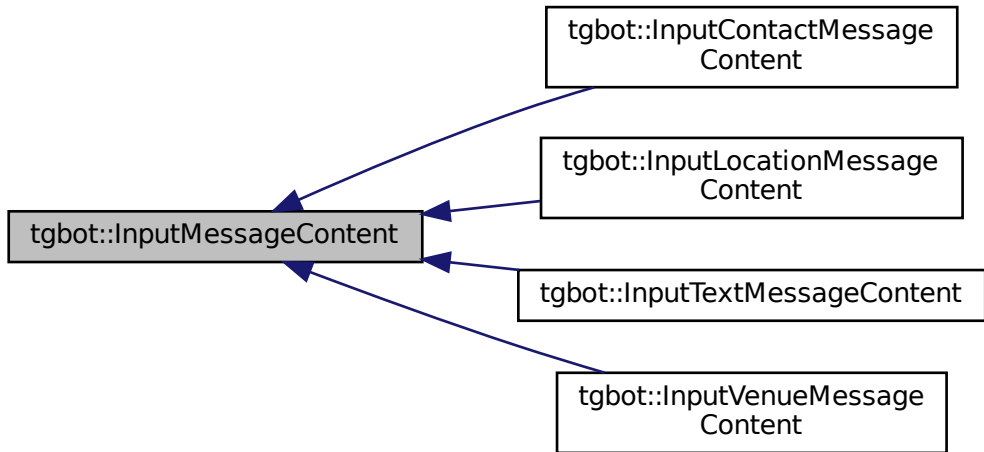 tgbot::InputContactMessage
Content
tgbot::InputLocationMessage
Content
tgbot::InputMessageContent
tgbot::InputTextMessageContent
tgbot::InputVenueMessage
Content